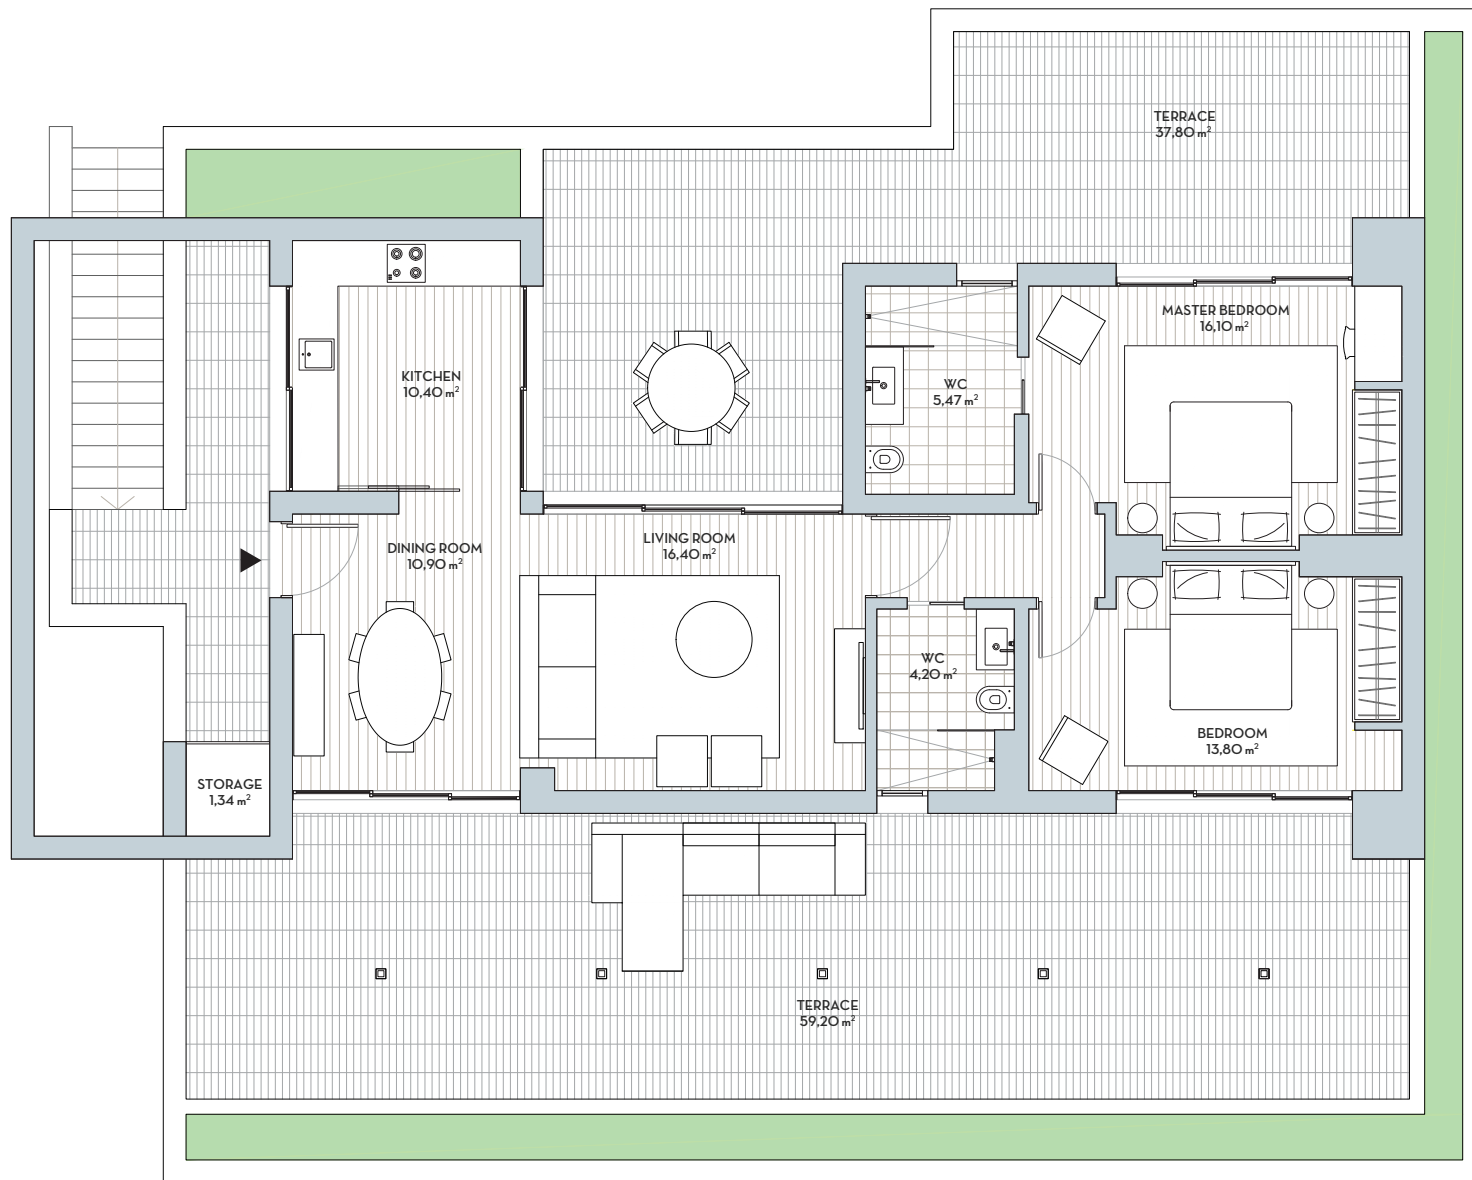 TERRACE
37,80 m²
MASTER BEDROOM
16,10 m²
KITCHEN
10,40 m²
WC
5,47 m²
LIVING ROOM
16,40 m²
DINING ROOM
10,90 m²
WC
4,20 m²
BEDROOM
13,80 m²
STORAGE
1,34 m²
TERRACE
59,20 m²